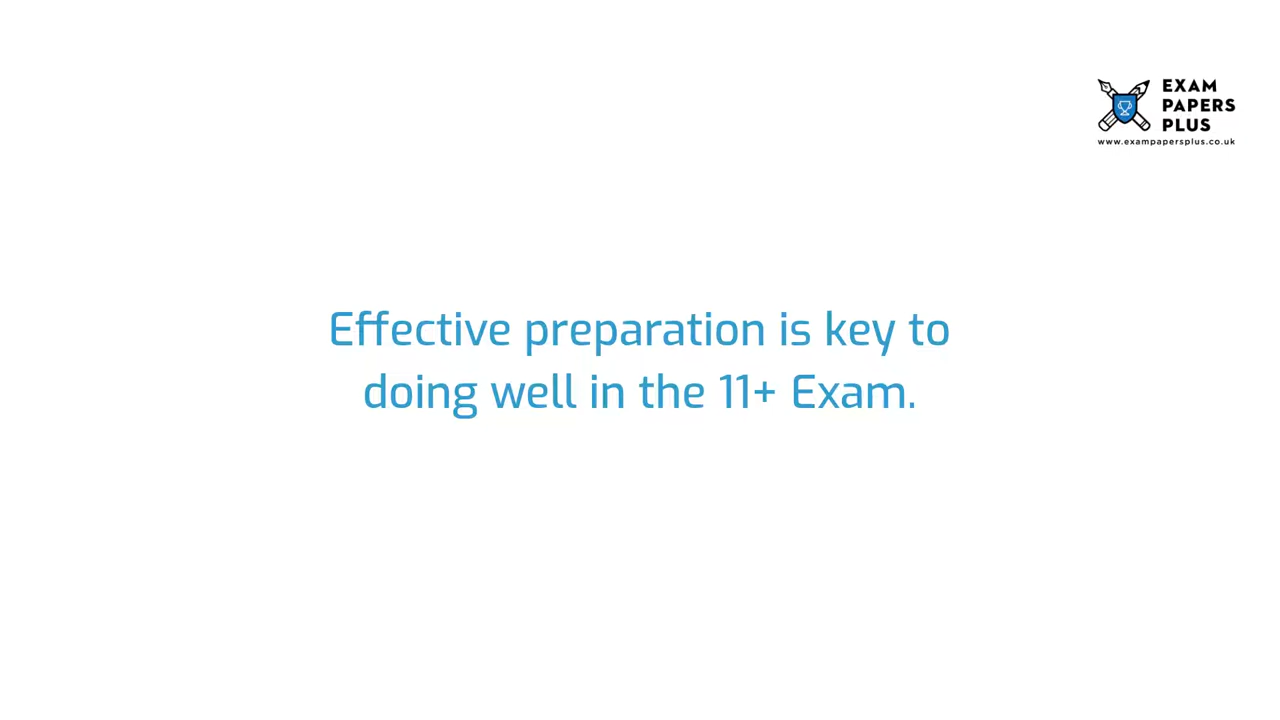 EXAM
PAPERS
PLUS
www.exampapersplus.co.uk
Effective preparation is key to
doing well in the 11+ Exam.